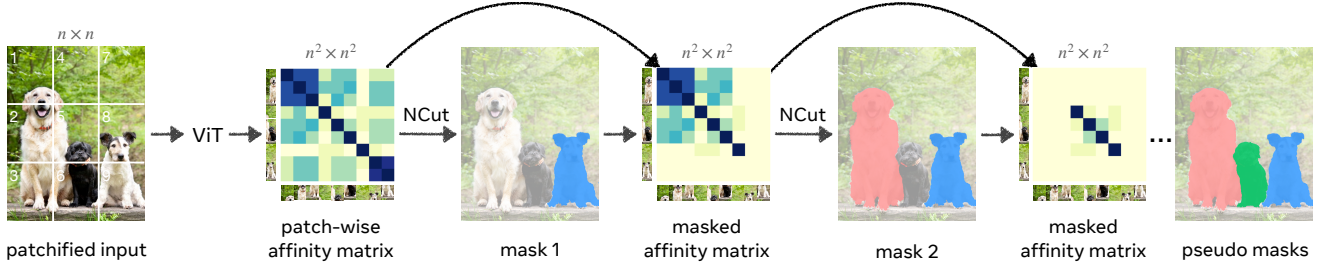 n × n
1 4 7
2 5 8
3 6 9
patchified input
ViT
n² × n²
patch-wise
affinity matrix
NCut
mask 1
n² × n²
masked
affinity matrix
NCut
mask 2
n² × n²
masked
affinity matrix
...
pseudo masks